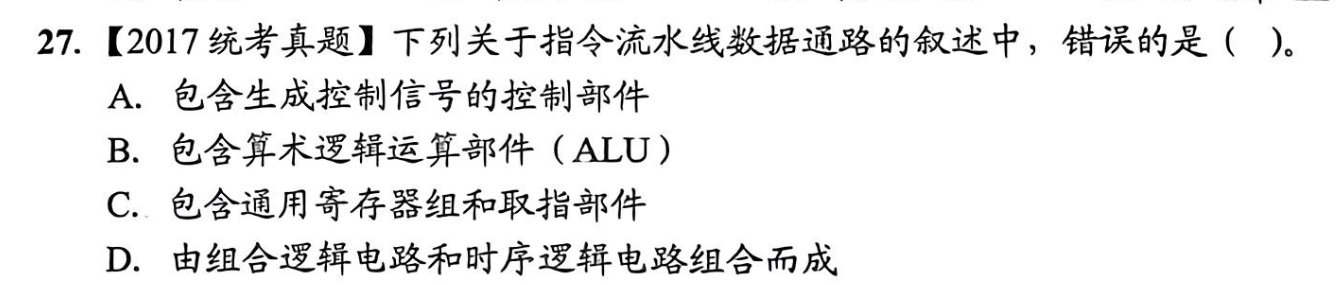 27.【2017 统考真题】下列关于指令流水线数据通路的叙述中，错误的是（ ）。
A. 包含生成控制信号的控制部件
B. 包含算术逻辑运算部件（ALU）
C. 包含通用寄存器组和取指部件
D. 由组合逻辑电路和时序逻辑电路组合而成